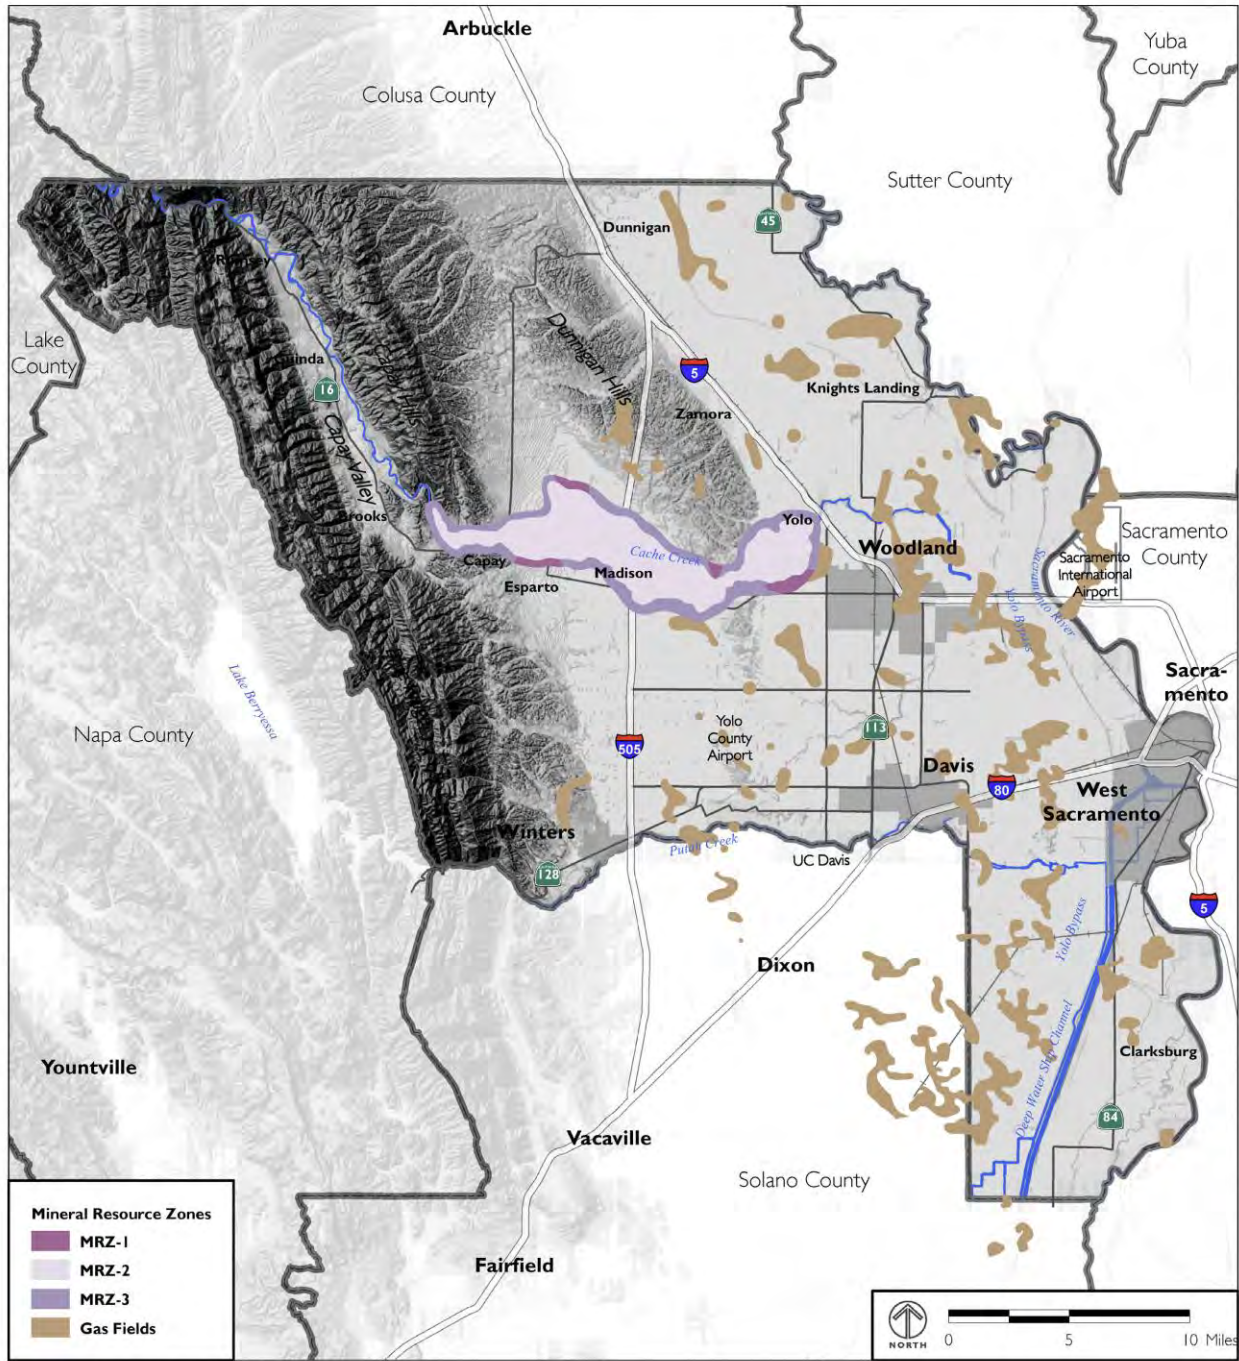 Arbuckle
Yuba
County
Colusa County
Sutter County
45
Dunnigan
Rumsey
Lake
County
Guinda
16
Capay Hills
Dunnigan Hills
5
Knights Landing
Zamora
Capay Valley
Brooks
Yolo
Woodland
Sacramento
County
Cache Creek
Capay
Madison
Esparto
Sacramento
International
Airport
Sacramento River
Yolo Bypass
Lake Berryessa
Sacra-
mento
Napa County
Yolo
County
Airport
505
113
Davis
80
West
Sacramento
Winters
Putah Creek
UC Davis
128
5
Yolo Bypass
Dixon
Deep Water Ship Channel
Clarksburg
Yountville
84
Vacaville
Solano County
Fairfield
Mineral Resource Zones
MRZ-1
MRZ-2
MRZ-3
Gas Fields
NORTH
0 5 10 Miles